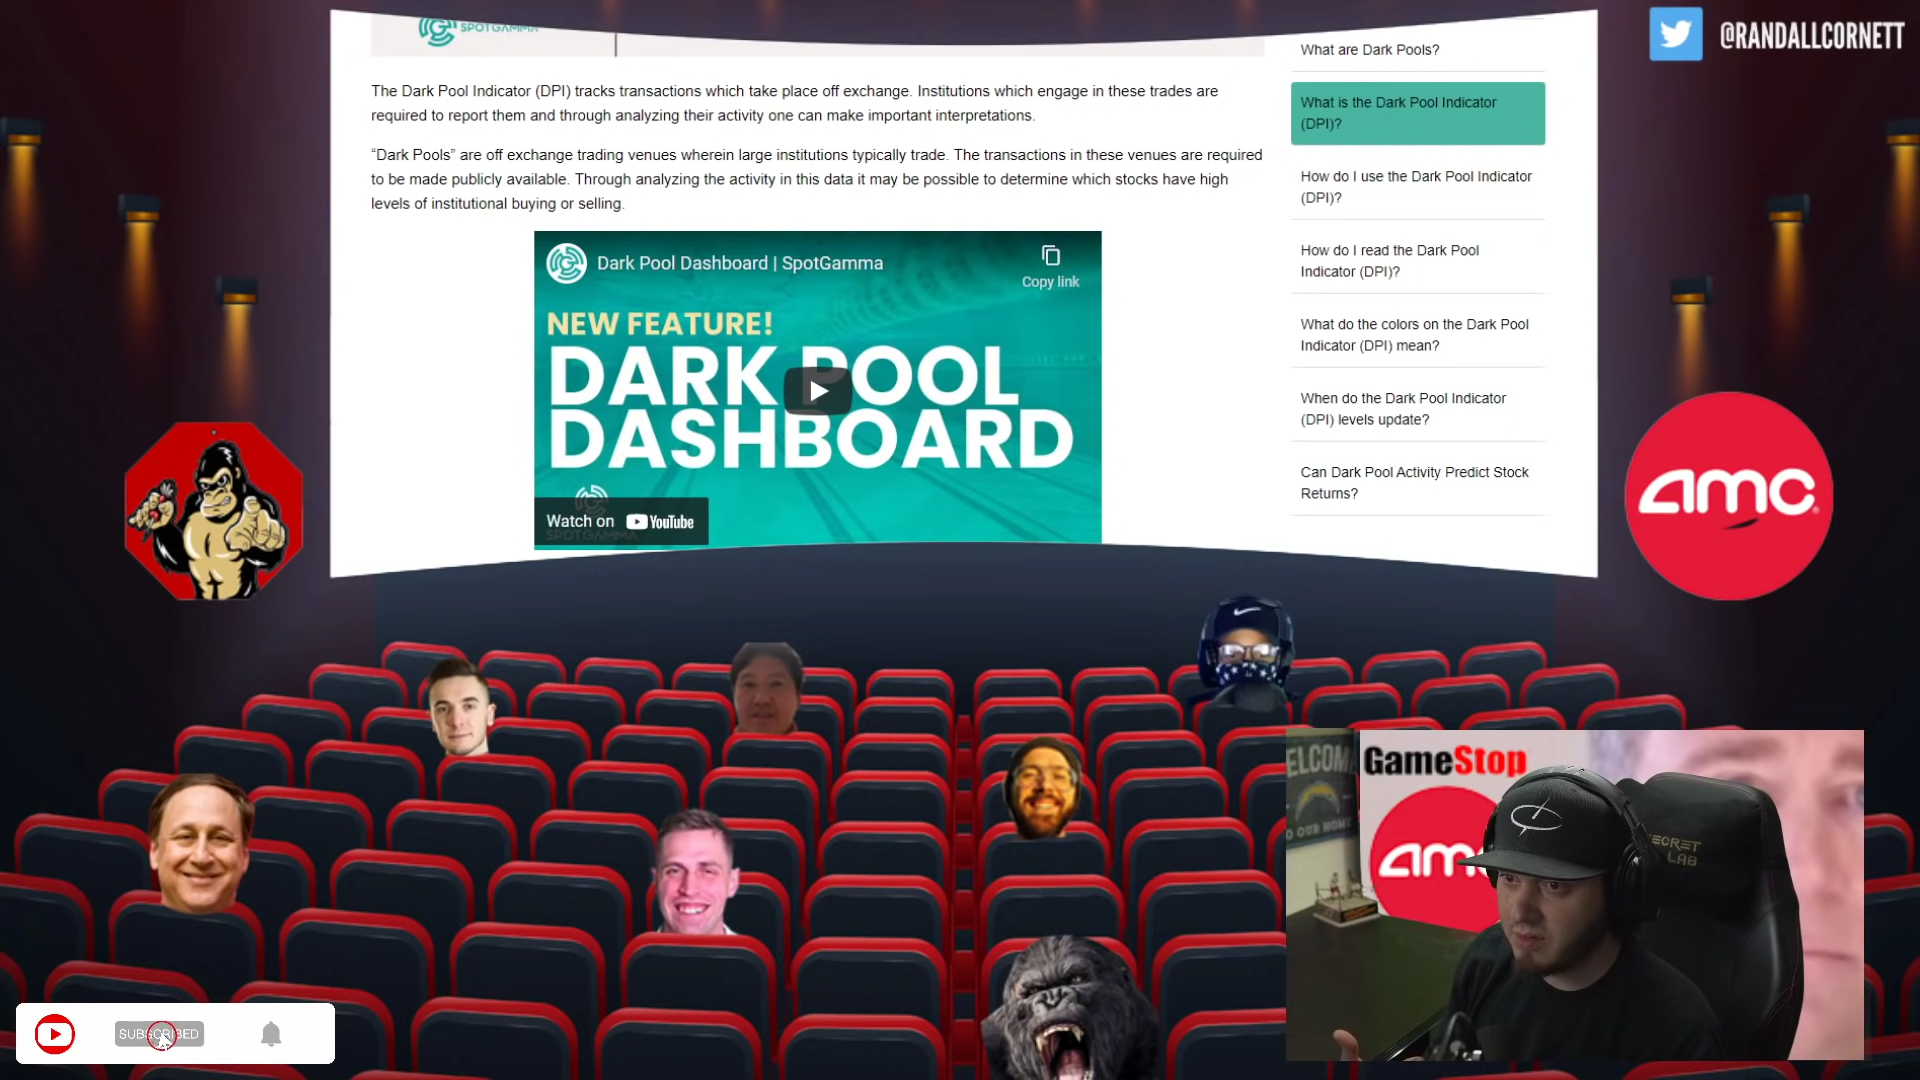 SPOTGAMMA
@RANDALLCORNETT
The Dark Pool Indicator (DPI) tracks transactions which take place off exchange. Institutions which engage in these trades are
required to report them and through analyzing their activity one can make important interpretations.
“Dark Pools” are off exchange trading venues wherein large institutions typically trade. The transactions in these venues are required
to be made publicly available. Through analyzing the activity in this data it may be possible to determine which stocks have high
levels of institutional buying or selling.
Dark Pool Dashboard | SpotGamma
Copy link
NEW FEATURE!
DARK POOL
DASHBOARD
Watch on YouTube
SPOTGAMMA
What are Dark Pools?
What is the Dark Pool Indicator
(DPI)?
How do I use the Dark Pool Indicator
(DPI)?
How do I read the Dark Pool
Indicator (DPI)?
What do the colors on the Dark Pool
Indicator (DPI) mean?
When do the Dark Pool Indicator
(DPI) levels update?
Can Dark Pool Activity Predict Stock
Returns?
amc
ELCOM
O OUR HOME
GameStop
amc
SECRET
LAB
SUBSCRIBED